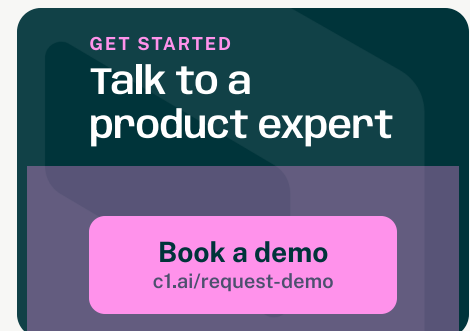 GET STARTED
Talk to a
product expert
Book a demo
c1.ai/request-demo